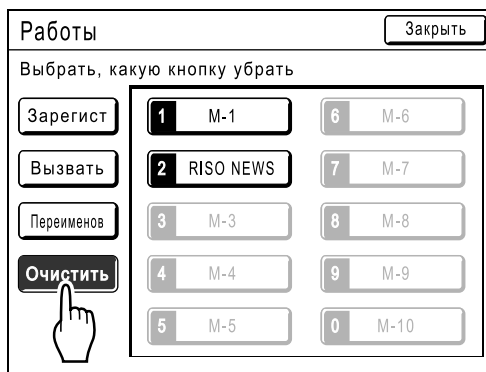 Работы
Закрыть
Выбрать, какую кнопку убрать
Зарегист
1 M-1
6 M-6
Вызвать
2 RISO NEWS
7 M-7
Переименов
3 M-3
8 M-8
Очистить
4 M-4
9 M-9
5 M-5
0 M-10